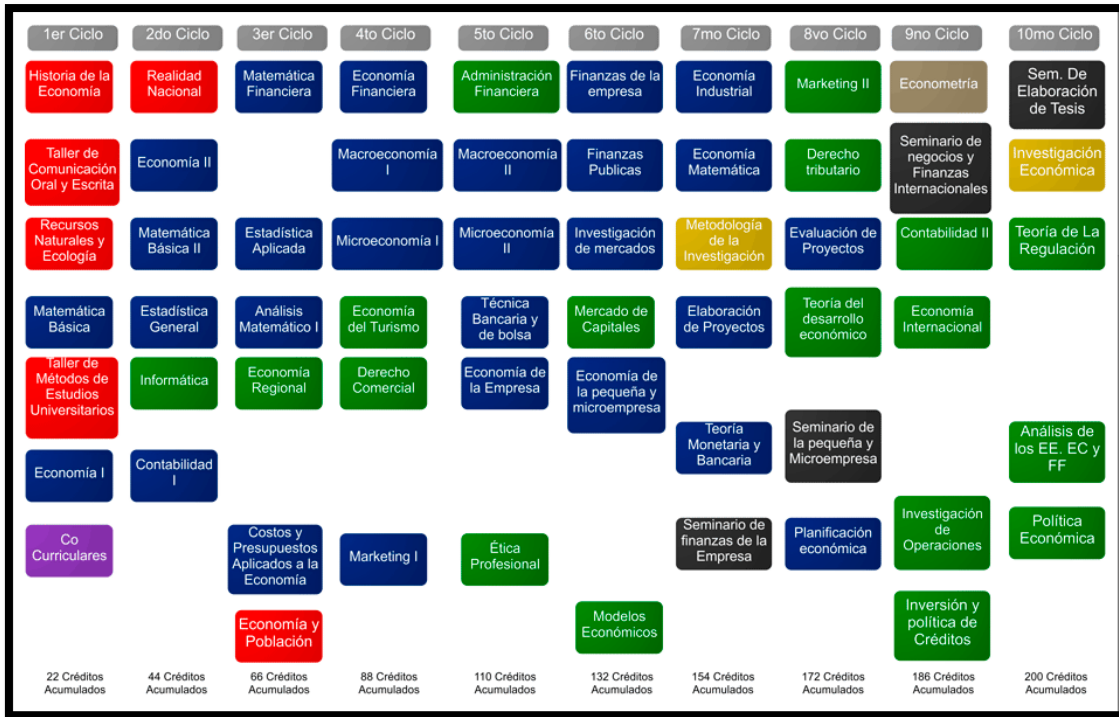 1er Ciclo
2do Ciclo
3er Ciclo
4to Ciclo
5to Ciclo
6to Ciclo
7mo Ciclo
8vo Ciclo
9no Ciclo
10mo Ciclo
Historia de la
Economía
Realidad
Nacional
Matemática
Financiera
Economía
Financiera
Administración
Financiera
Finanzas de la
empresa
Economía
Industrial
Marketing II
Econometría
Sem. De
Elaboración
de Tesis
Taller de
Comunicación
Oral y Escrita
Economía II
Macroeconomía
I
Macroeconomía
II
Finanzas
Publicas
Economía
Matemática
Derecho
tributario
Seminario de
negocios y
Finanzas
Internacionales
Investigación
Económica
Recursos
Naturales y
Ecología
Matemática
Básica II
Estadística
Aplicada
Microeconomía I
Microeconomía
II
Investigación
de mercados
Metodología
de la
Investigación
Evaluación de
Proyectos
Contabilidad II
Teoría de La
Regulación
Matemática
Básica
Estadística
General
Análisis
Matemático I
Economía
del Turismo
Técnica
Bancaria y
de bolsa
Mercado de
Capitales
Elaboración
de Proyectos
Teoría del
desarrollo
económico
Economía
Internacional
Taller de
Métodos de
Estudios
Universitarios
Informática
Economía
Regional
Derecho
Comercial
Economía de
la Empresa
Economía de
la pequeña y
microempresa
Economía I
Contabilidad
I
Teoría
Monetaria y
Bancaria
Seminario de
la pequeña y
Microempresa
Análisis de
los EE. EC y
FF
Co
Curriculares
Costos y
Presupuestos
Aplicados a la
Economía
Marketing I
Ética
Profesional
Seminario de
finanzas de la
Empresa
Planificación
económica
Investigación
de
Operaciones
Política
Económica
Economía y
Población
Modelos
Económicos
Inversión y
política de
Créditos
22 Créditos
Acumulados
44 Créditos
Acumulados
66 Créditos
Acumulados
88 Créditos
Acumulados
110 Créditos
Acumulados
132 Créditos
Acumulados
154 Créditos
Acumulados
172 Créditos
Acumulados
186 Créditos
Acumulados
200 Créditos
Acumulados